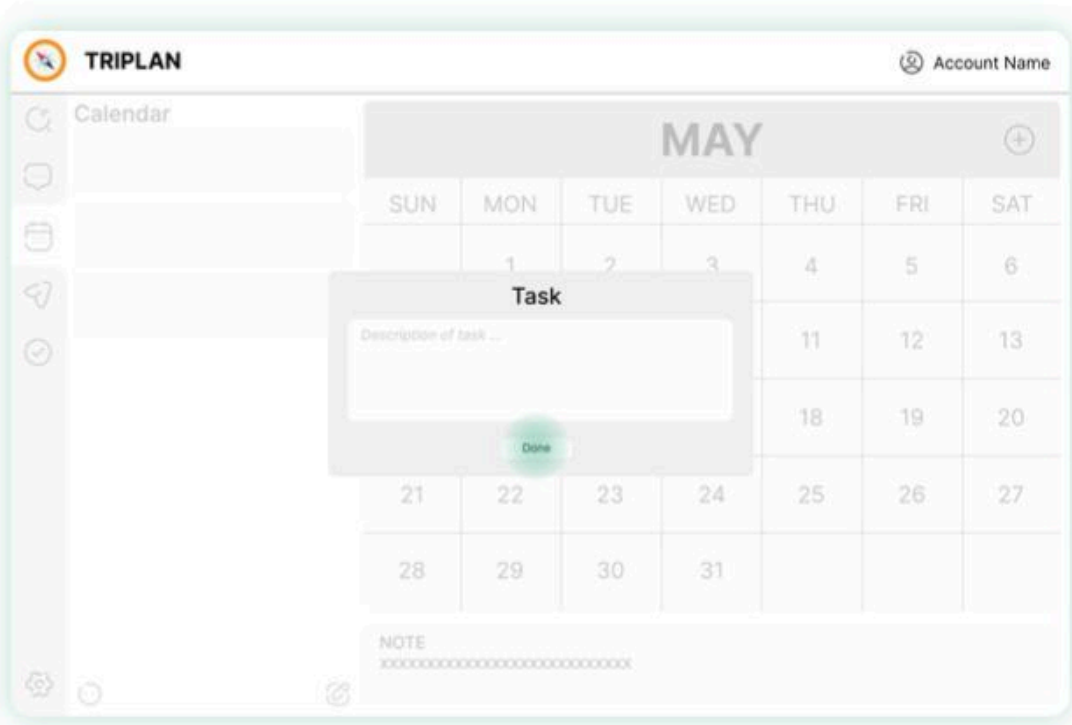 TRIPLAN
Account Name
Calendar
MAY
SUN MON TUE WED THU FRI SAT
1 2 3 4 5 6
Task
Description of task ...
11 12 13
18 19 20
Done
21 22 23 24 25 26 27
28 29 30 31
NOTE